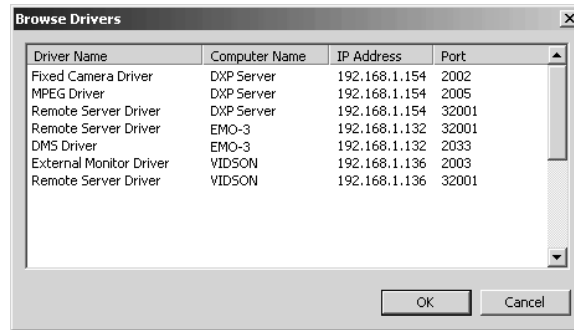 Browse Drivers
Driver Name Computer Name IP Address Port
Fixed Camera Driver DXP Server 192.168.1.154 2002
MPEG Driver DXP Server 192.168.1.154 2005
Remote Server Driver DXP Server 192.168.1.154 32001
Remote Server Driver EMO-3 192.168.1.132 32001
DMS Driver EMO-3 192.168.1.132 2033
External Monitor Driver VIDSON 192.168.1.136 2003
Remote Server Driver VIDSON 192.168.1.136 32001
OK Cancel